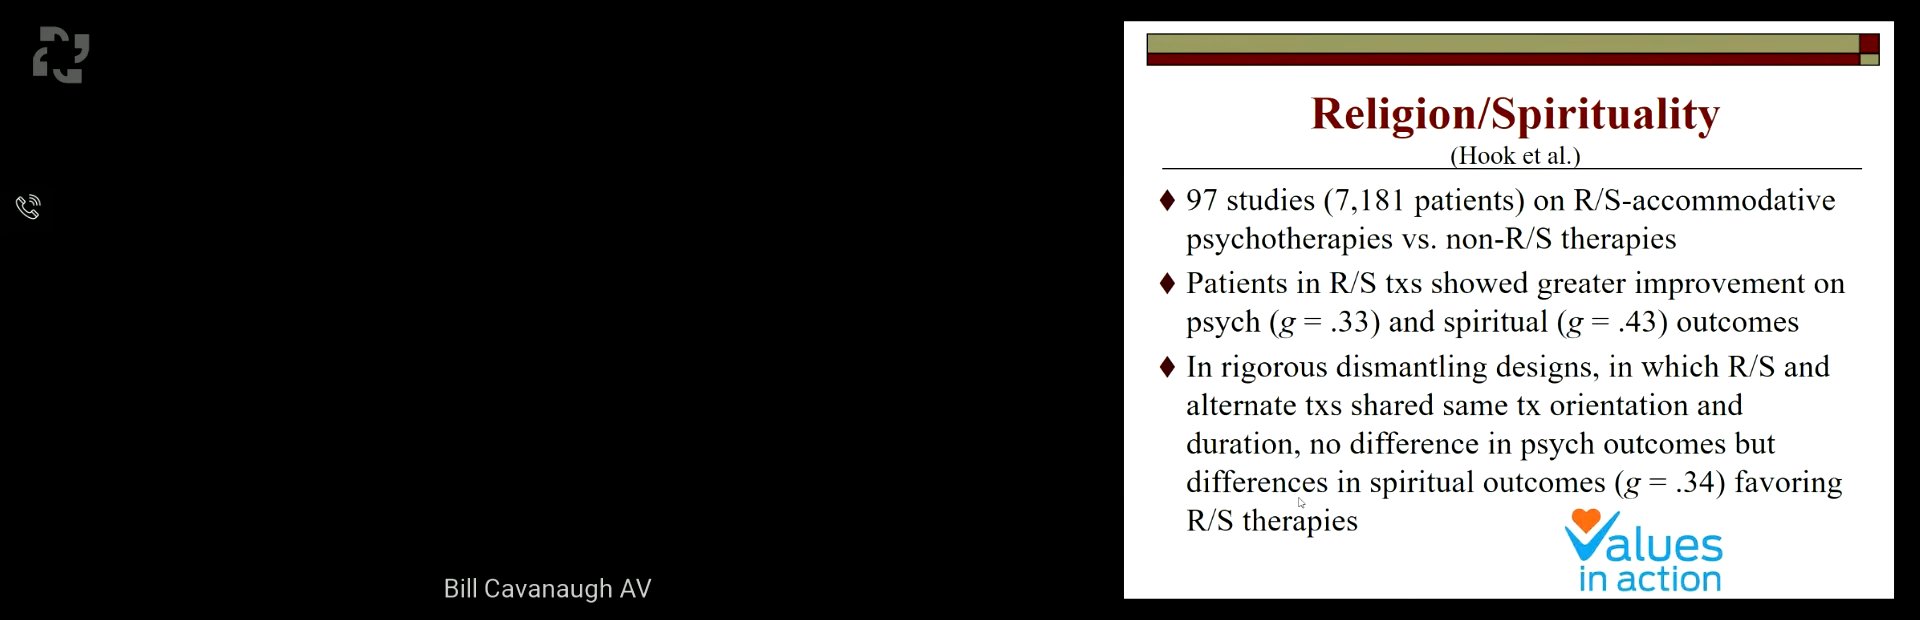 Religion/Spirituality
(Hook et al.)
97 studies (7,181 patients) on R/S-accommodative
psychotherapies vs. non-R/S therapies
Patients in R/S txs showed greater improvement on
psych (g = .33) and spiritual (g = .43) outcomes
In rigorous dismantling designs, in which R/S and
alternate txs shared same tx orientation and
duration, no difference in psych outcomes but
differences in spiritual outcomes (g = .34) favoring
R/S therapies
Values
in action
Bill Cavanaugh AV